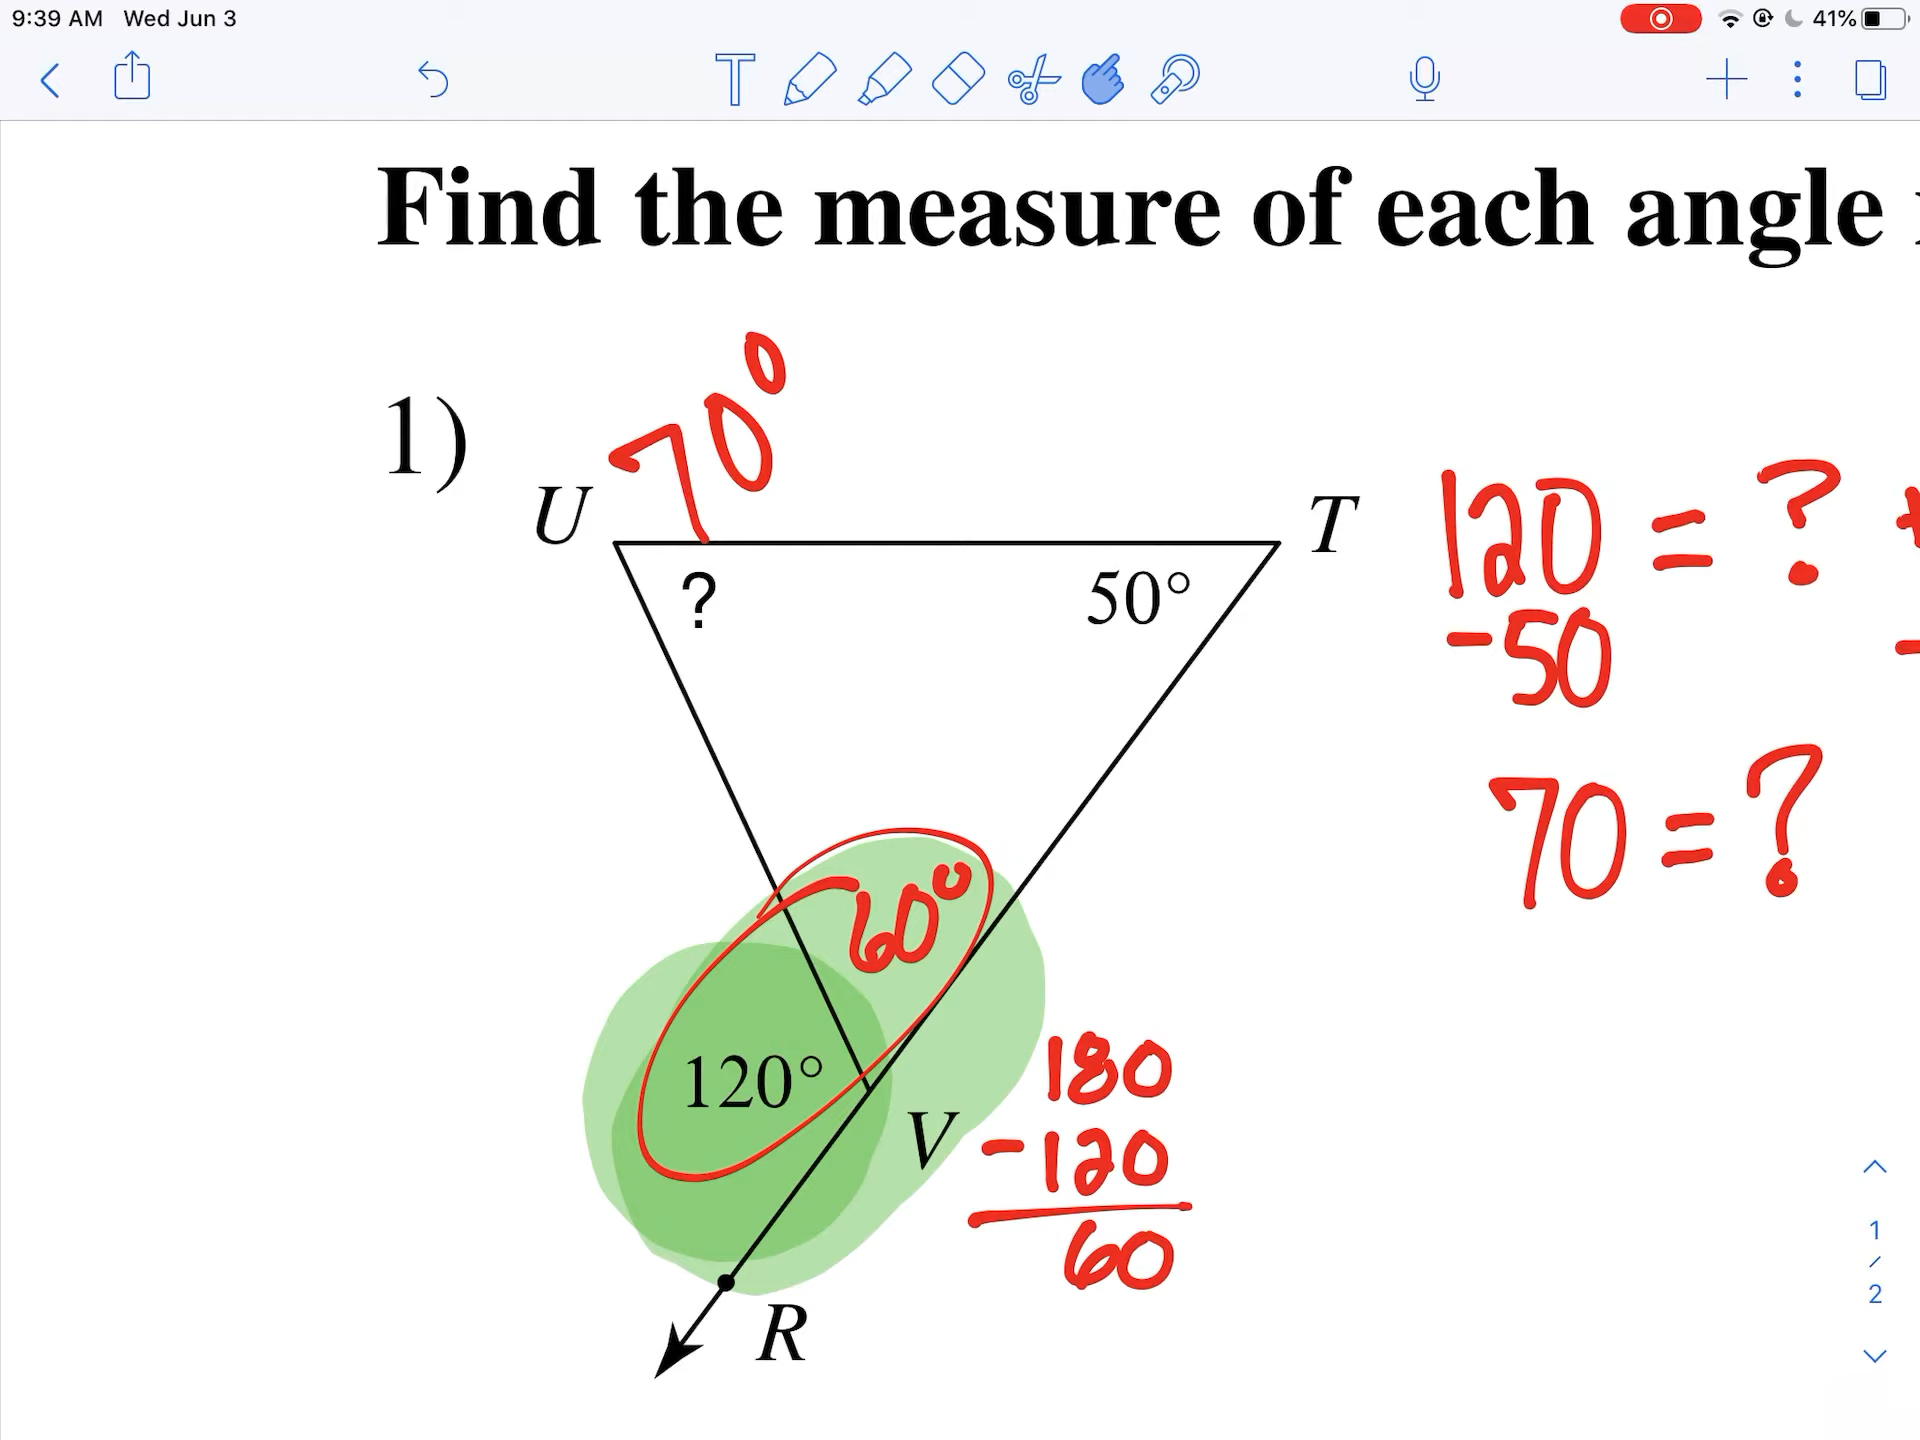 9:39 AM Wed Jun 3
41%
Find the measure of each angle
1)
70°
U
T
?
50°
120 = ? +
-50 -
70 = ?
60°
120°
V
180
-120
60
R
1
/
2